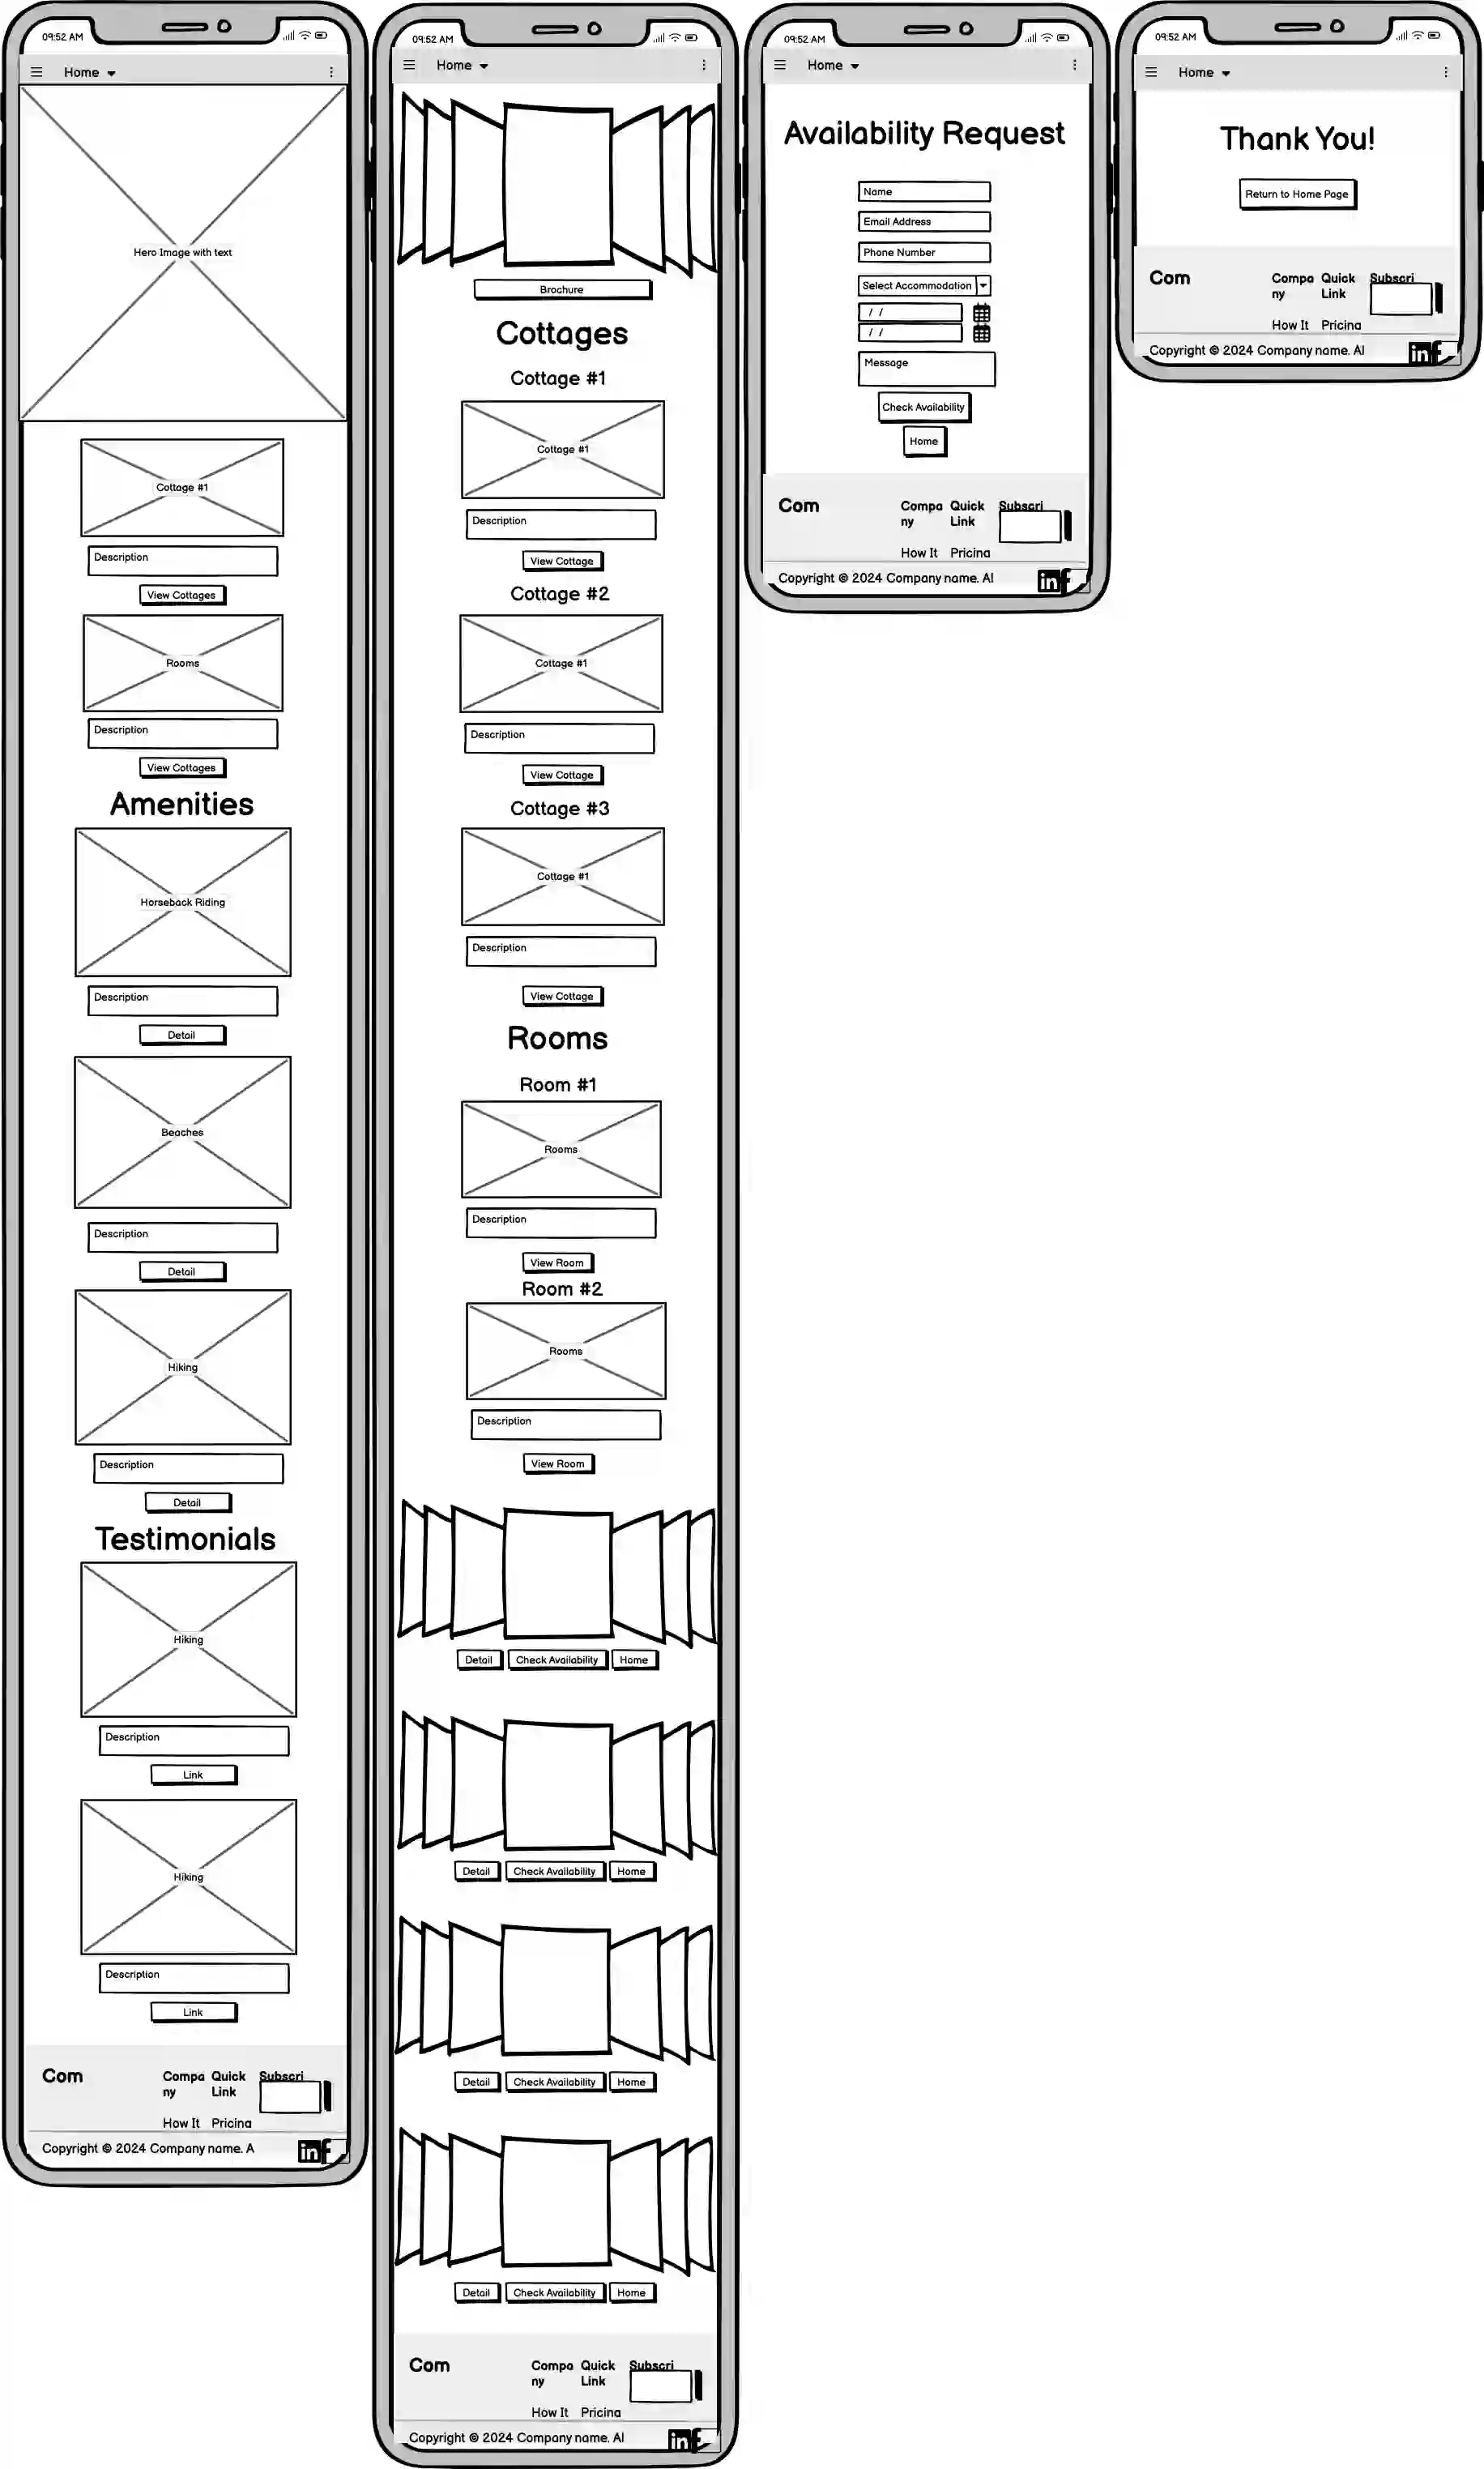 09:52 AM
Home
Hero Image with text
Cottage #1
Description
View Cottages
Rooms
Description
View Cottages
Amenities
Horseback Riding
Description
Detail
Beaches
Description
Detail
Hiking
Description
Detail
Testimonials
Hiking
Description
Link
Hiking
Description
Link
Com
Compa
ny
Quick
Link
Subscri
How It
Pricing
Copyright © 2024 Company name. A
in f
09:52 AM
Home
Brochure
Cottages
Cottage #1
Cottage #1
Description
View Cottage
Cottage #2
Cottage #1
Description
View Cottage
Cottage #3
Cottage #1
Description
View Cottage
Rooms
Room #1
Rooms
Description
View Room
Room #2
Rooms
Description
View Room
Detail Check Availability Home
Detail Check Availability Home
Detail Check Availability Home
Detail Check Availability Home
Com
Compa
ny
Quick
Link
Subscri
How It
Pricing
Copyright © 2024 Company name. Al
in f
09:52 AM
Home
Availability Request
Name
Email Address
Phone Number
Select Accommodation
/ /
/ /
Message
Check Availability
Home
Com
Compa
ny
Quick
Link
Subscri
How It
Pricing
Copyright © 2024 Company name. Al
in f
09:52 AM
Home
Thank You!
Return to Home Page
Com
Compa
ny
Quick
Link
Subscri
How It
Pricing
Copyright © 2024 Company name. Al
in f